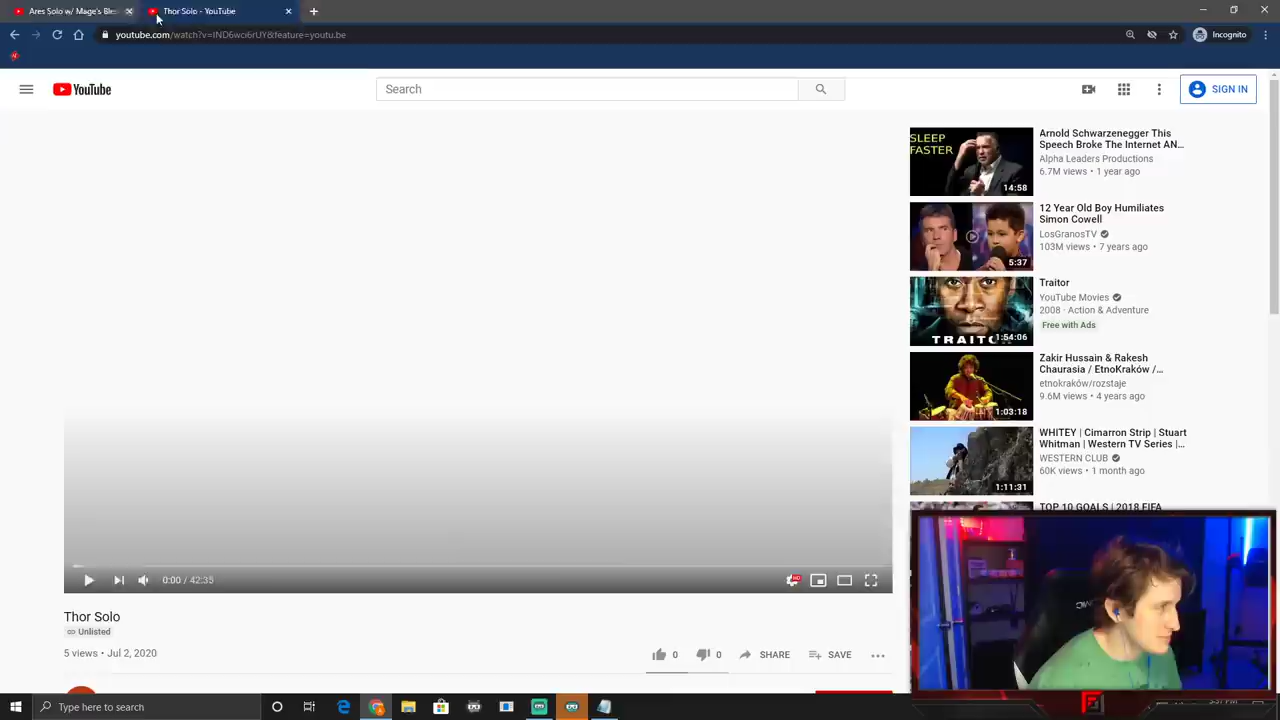 Ares Solo w/ Mage's Bles
Thor Solo - YouTube
youtube.com/watch?v=IND6wci6rUY&feature=youtu.be
Incognito
YouTube
Search
SIGN IN
SLEEP
FASTER
14:58
Arnold Schwarzenegger This
Speech Broke The Internet AN…
Alpha Leaders Productions
6.7M views • 1 year ago
5:37
12 Year Old Boy Humiliates
Simon Cowell
LosGranosTV
103M views • 7 years ago
TRAITO
1:54:06
Traitor
YouTube Movies
2008 · Action & Adventure
Free with Ads
1:03:18
Zakir Hussain & Rakesh
Chaurasia / EtnoKraków /…
etnokraków/rozstaje
9.6M views • 4 years ago
1:11:31
WHITEY | Cimarron Strip | Stuart
Whitman | Western TV Series |…
WESTERN CLUB
60K views • 1 month ago
TOP 10 GOALS | 2018 FIFA
0:00 / 42:35
HD
Thor Solo
Unlisted
5 views • Jul 2, 2020
0
0
SHARE
SAVE
Type here to search